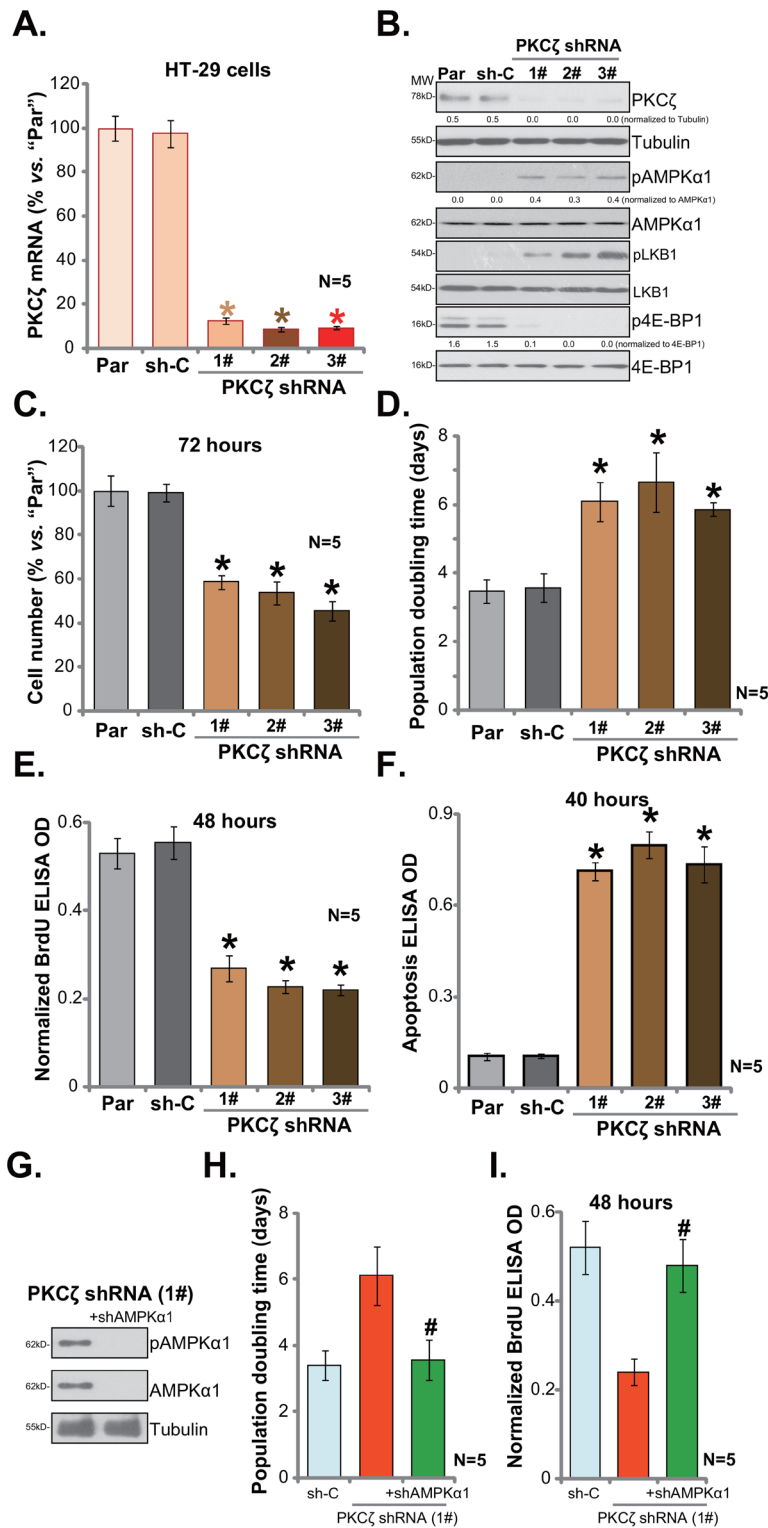 A.
HT-29 cells
PKCζ mRNA (% vs. “Par”)
120
100
80
60
40
20
0
N=5
*
*
*
Par sh-C 1# 2# 3#
PKCζ shRNA
B.
PKCζ shRNA
MW Par sh-C 1# 2# 3#
78kD- PKCζ
0.5 0.5 0.0 0.0 0.0 (normalized to Tubulin)
55kD- Tubulin
62kD- pAMPKα1
0.0 0.0 0.4 0.3 0.4 (normalized to AMPKα1)
62kD- AMPKα1
54kD- pLKB1
54kD- LKB1
16kD- p4E-BP1
1.6 1.5 0.1 0.0 0.0 (normalized to 4E-BP1)
16kD- 4E-BP1
C.
72 hours
Cell number (% vs. “Par”)
120
100
80
60
40
20
0
N=5
*
*
*
Par sh-C 1# 2# 3#
PKCζ shRNA
D.
Population doubling time (days)
8
6
4
2
0
*
*
*
N=5
Par sh-C 1# 2# 3#
PKCζ shRNA
E.
48 hours
Normalized BrdU ELISA OD
0.6
0.4
0.2
0
N=5
*
*
*
Par sh-C 1# 2# 3#
PKCζ shRNA
F.
40 hours
Apoptosis ELISA OD
0.9
0.6
0.3
0
*
*
*
N=5
Par sh-C 1# 2# 3#
PKCζ shRNA
G.
PKCζ shRNA (1#)
+shAMPKα1
62kD- pAMPKα1
62kD- AMPKα1
55kD- Tubulin
H.
Population doubling time (days)
8
6
4
2
0
#
N=5
sh-C +shAMPKα1
PKCζ shRNA (1#)
I.
48 hours
Normalized BrdU ELISA OD
0.6
0.4
0.2
0
#
N=5
sh-C +shAMPKα1
PKCζ shRNA (1#)